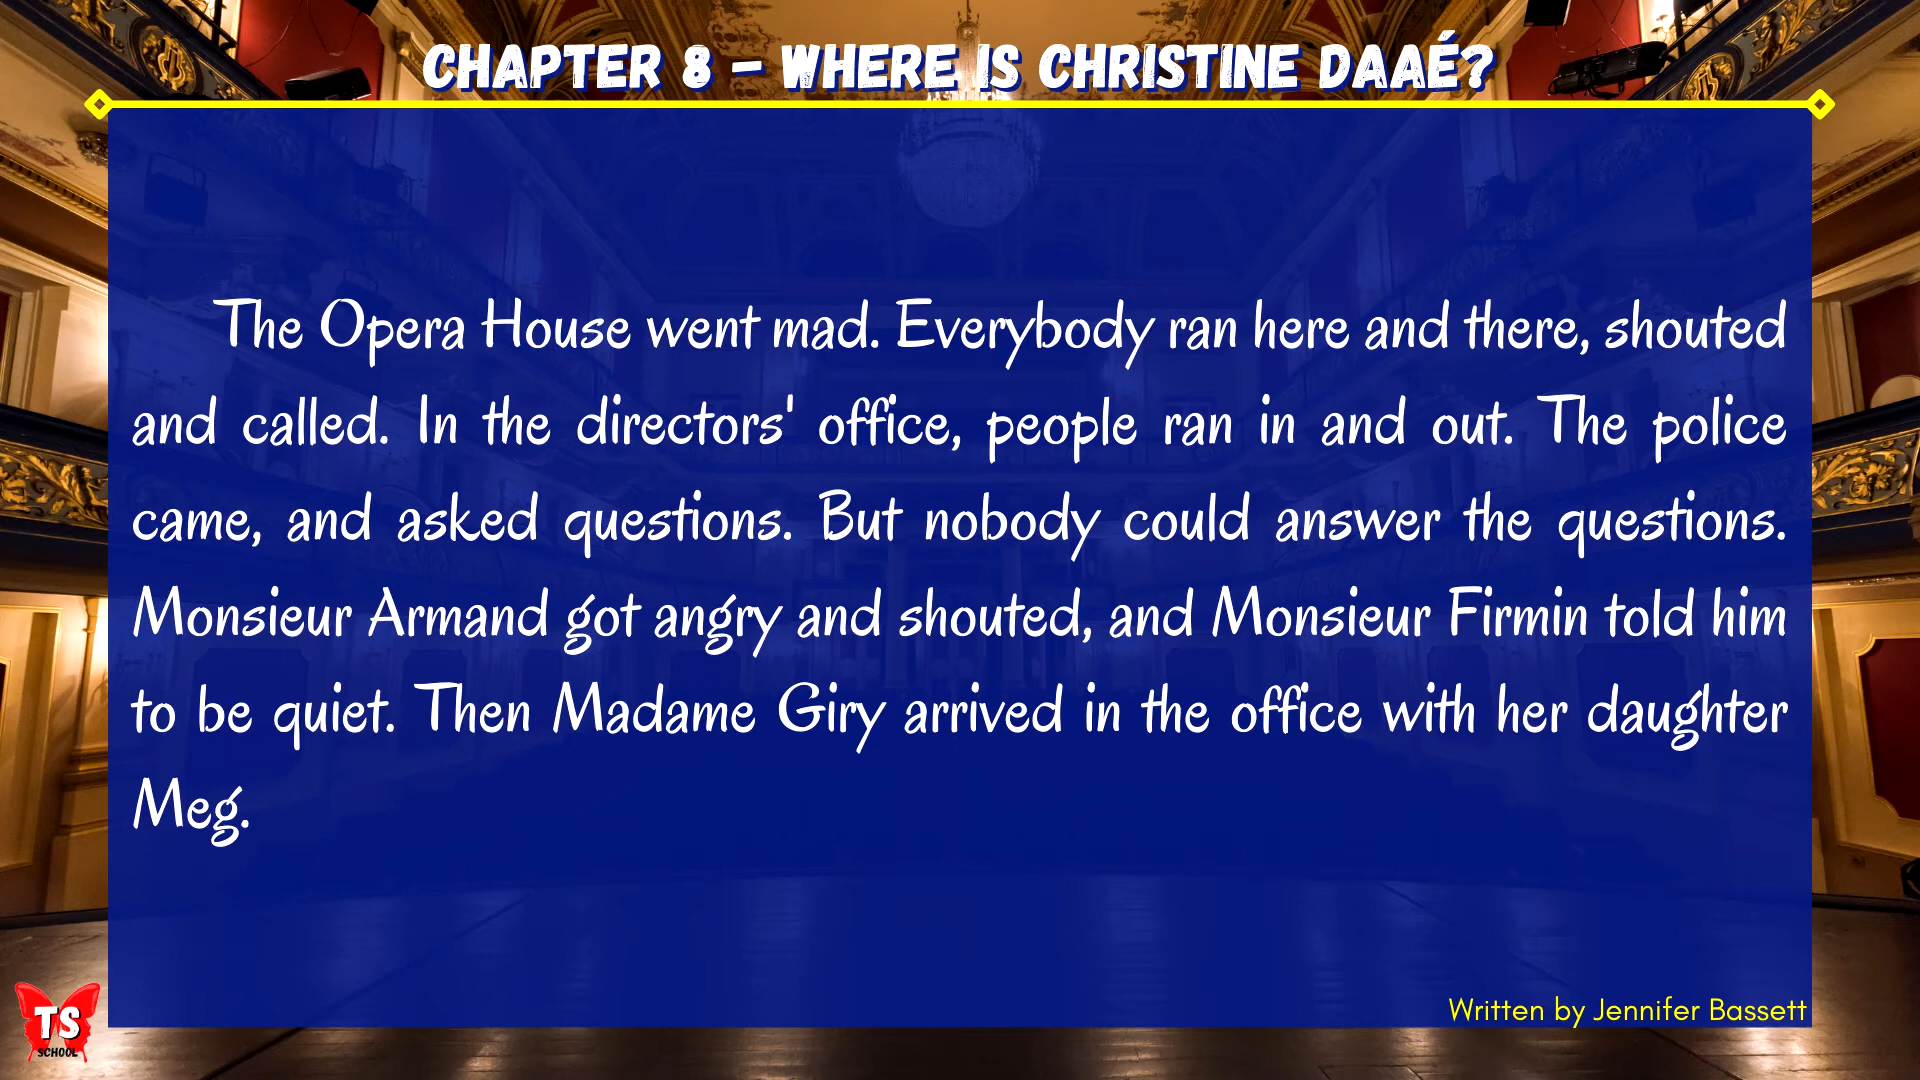 CHAPTER 8 – WHERE IS CHRISTINE DAAÉ?
The Opera House went mad. Everybody ran here and there, shouted
and called. In the directors' office, people ran in and out. The police
came, and asked questions. But nobody could answer the questions.
Monsieur Armand got angry and shouted, and Monsieur Firmin told him
to be quiet. Then Madame Giry arrived in the office with her daughter
Meg.
Written by Jennifer Bassett
TS
SCHOOL